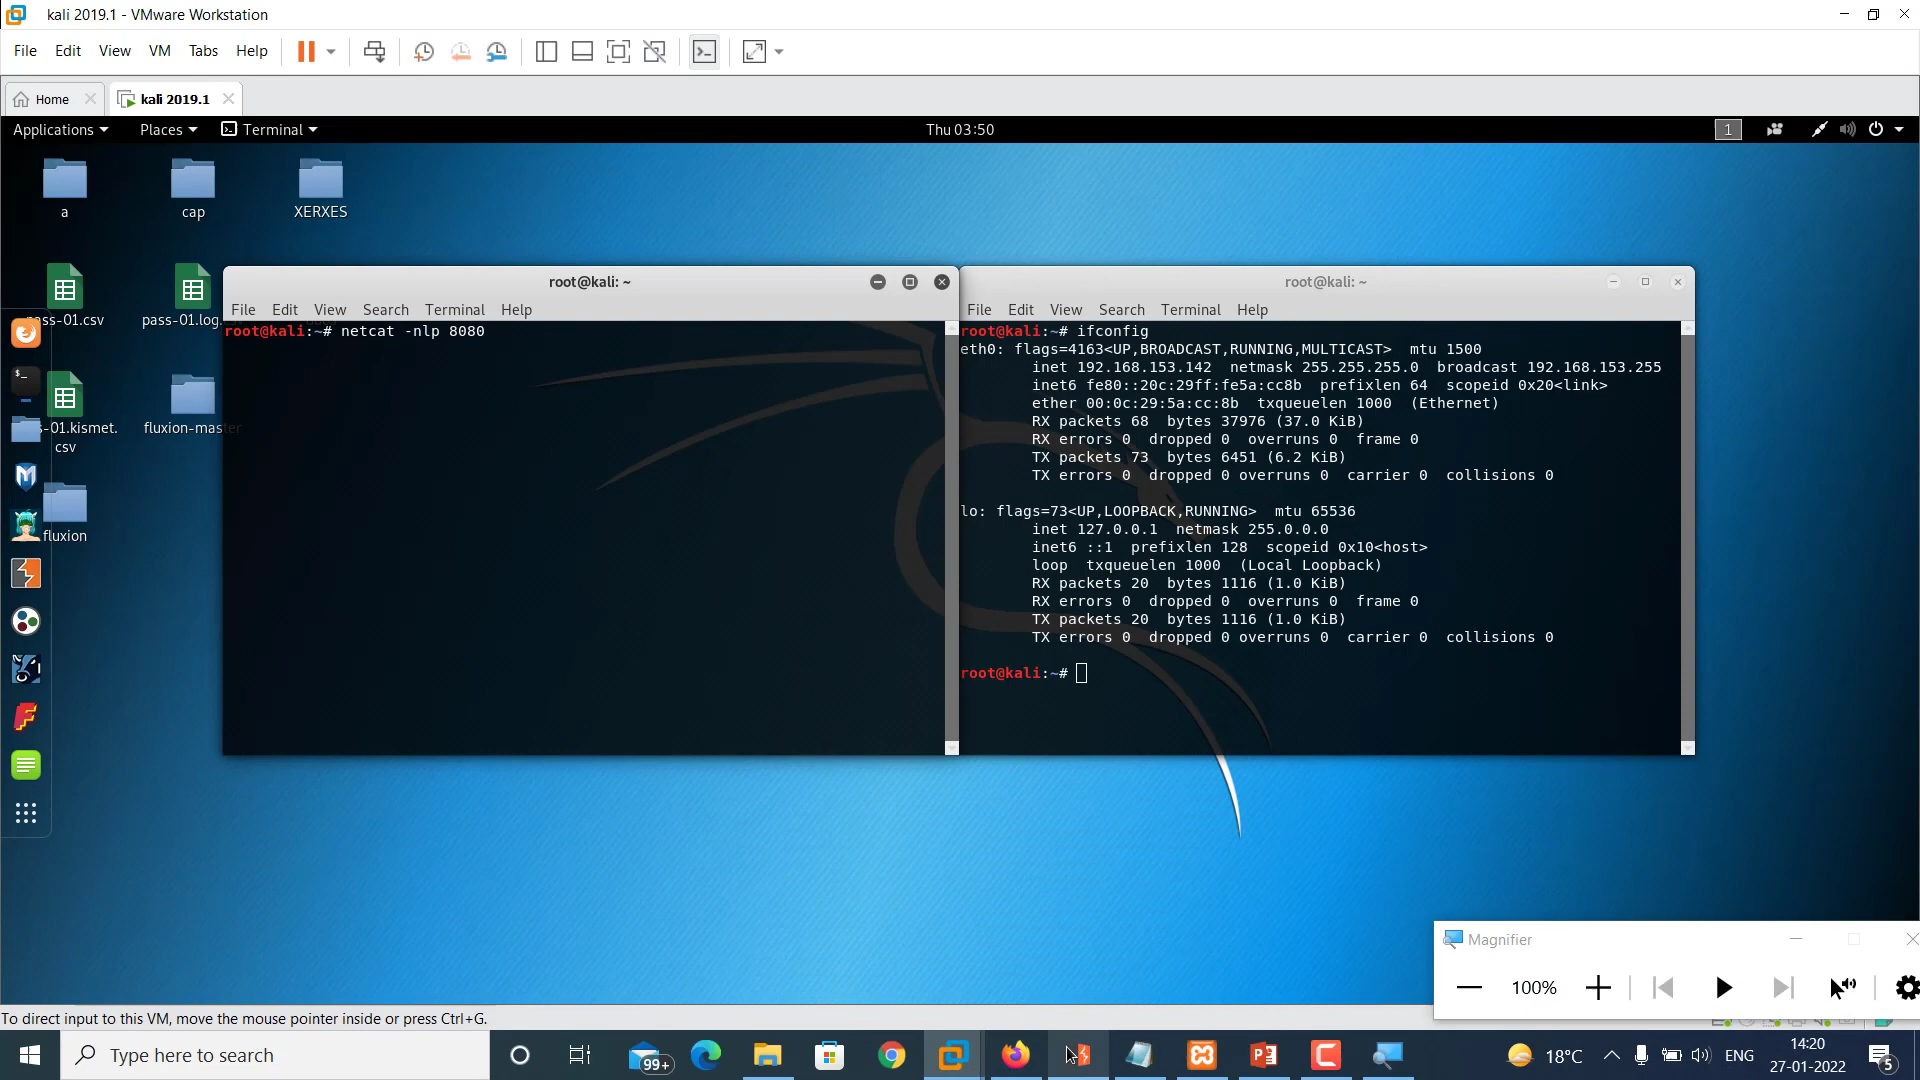 kali 2019.1 - VMware Workstation
File Edit View VM Tabs Help
Home kali 2019.1
Applications Places Terminal Thu 03:50 1
a cap XERXES
pass-01.csv pass-01.log.
-01.kismet.
csv
fluxion-master
fluxion
root@kali: ~
File Edit View Search Terminal Help
root@kali:~# netcat -nlp 8080
root@kali: ~
File Edit View Search Terminal Help
root@kali:~# ifconfig
eth0: flags=4163<UP,BROADCAST,RUNNING,MULTICAST>  mtu 1500
inet 192.168.153.142  netmask 255.255.255.0  broadcast 192.168.153.255
inet6 fe80::20c:29ff:fe5a:cc8b  prefixlen 64  scopeid 0x20<link>
ether 00:0c:29:5a:cc:8b  txqueuelen 1000  (Ethernet)
RX packets 68  bytes 37976 (37.0 KiB)
RX errors 0  dropped 0  overruns 0  frame 0
TX packets 73  bytes 6451 (6.2 KiB)
TX errors 0  dropped 0 overruns 0  carrier 0  collisions 0
lo: flags=73<UP,LOOPBACK,RUNNING>  mtu 65536
inet 127.0.0.1  netmask 255.0.0.0
inet6 ::1  prefixlen 128  scopeid 0x10<host>
loop  txqueuelen 1000  (Local Loopback)
RX packets 20  bytes 1116 (1.0 KiB)
RX errors 0  dropped 0  overruns 0  frame 0
TX packets 20  bytes 1116 (1.0 KiB)
TX errors 0  dropped 0 overruns 0  carrier 0  collisions 0
root@kali:~#
Magnifier
100%
To direct input to this VM, move the mouse pointer inside or press Ctrl+G.
Type here to search 99+ 18°C ENG 14:20
27-01-2022 5